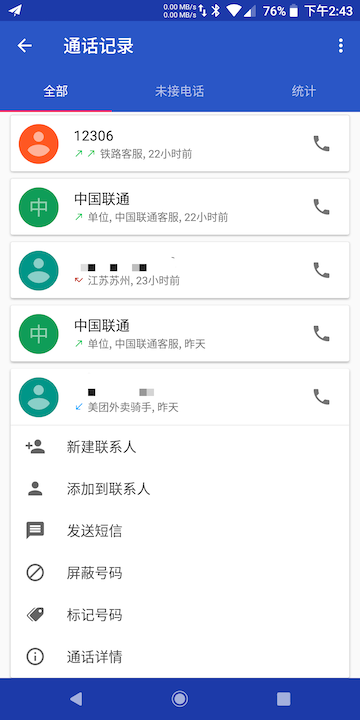 0.00 MB/s
0.00 MB/s
76% 下午2:43
通话记录
全部 未接电话 统计
12306
铁路客服, 22小时前
中 中国联通
单位, 中国联通客服, 22小时前
江苏苏州, 23小时前
中 中国联通
单位, 中国联通客服, 昨天
美团外卖骑手, 昨天
新建联系人
添加到联系人
发送短信
屏蔽号码
标记号码
通话详情